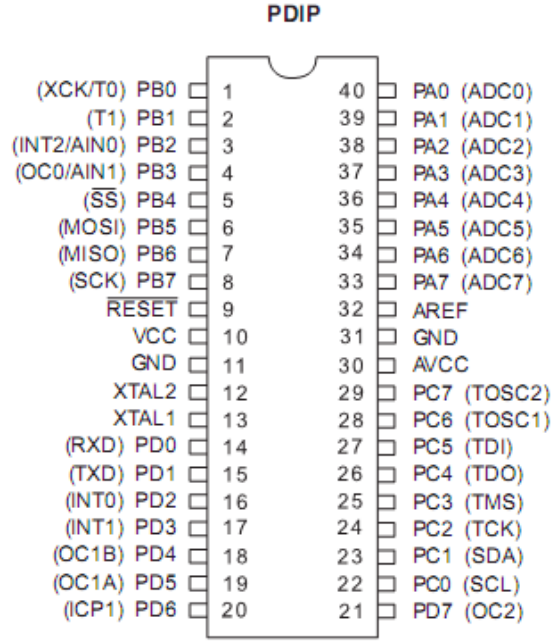 PDIP
(XCK/T0) PB0 1 40 PA0 (ADC0)
(T1) PB1 2 39 PA1 (ADC1)
(INT2/AIN0) PB2 3 38 PA2 (ADC2)
(OC0/AIN1) PB3 4 37 PA3 (ADC3)
(S̅S̅) PB4 5 36 PA4 (ADC4)
(MOSI) PB5 6 35 PA5 (ADC5)
(MISO) PB6 7 34 PA6 (ADC6)
(SCK) PB7 8 33 PA7 (ADC7)
R̅E̅S̅E̅T̅ 9 32 AREF
VCC 10 31 GND
GND 11 30 AVCC
XTAL2 12 29 PC7 (TOSC2)
XTAL1 13 28 PC6 (TOSC1)
(RXD) PD0 14 27 PC5 (TDI)
(TXD) PD1 15 26 PC4 (TDO)
(INT0) PD2 16 25 PC3 (TMS)
(INT1) PD3 17 24 PC2 (TCK)
(OC1B) PD4 18 23 PC1 (SDA)
(OC1A) PD5 19 22 PC0 (SCL)
(ICP1) PD6 20 21 PD7 (OC2)